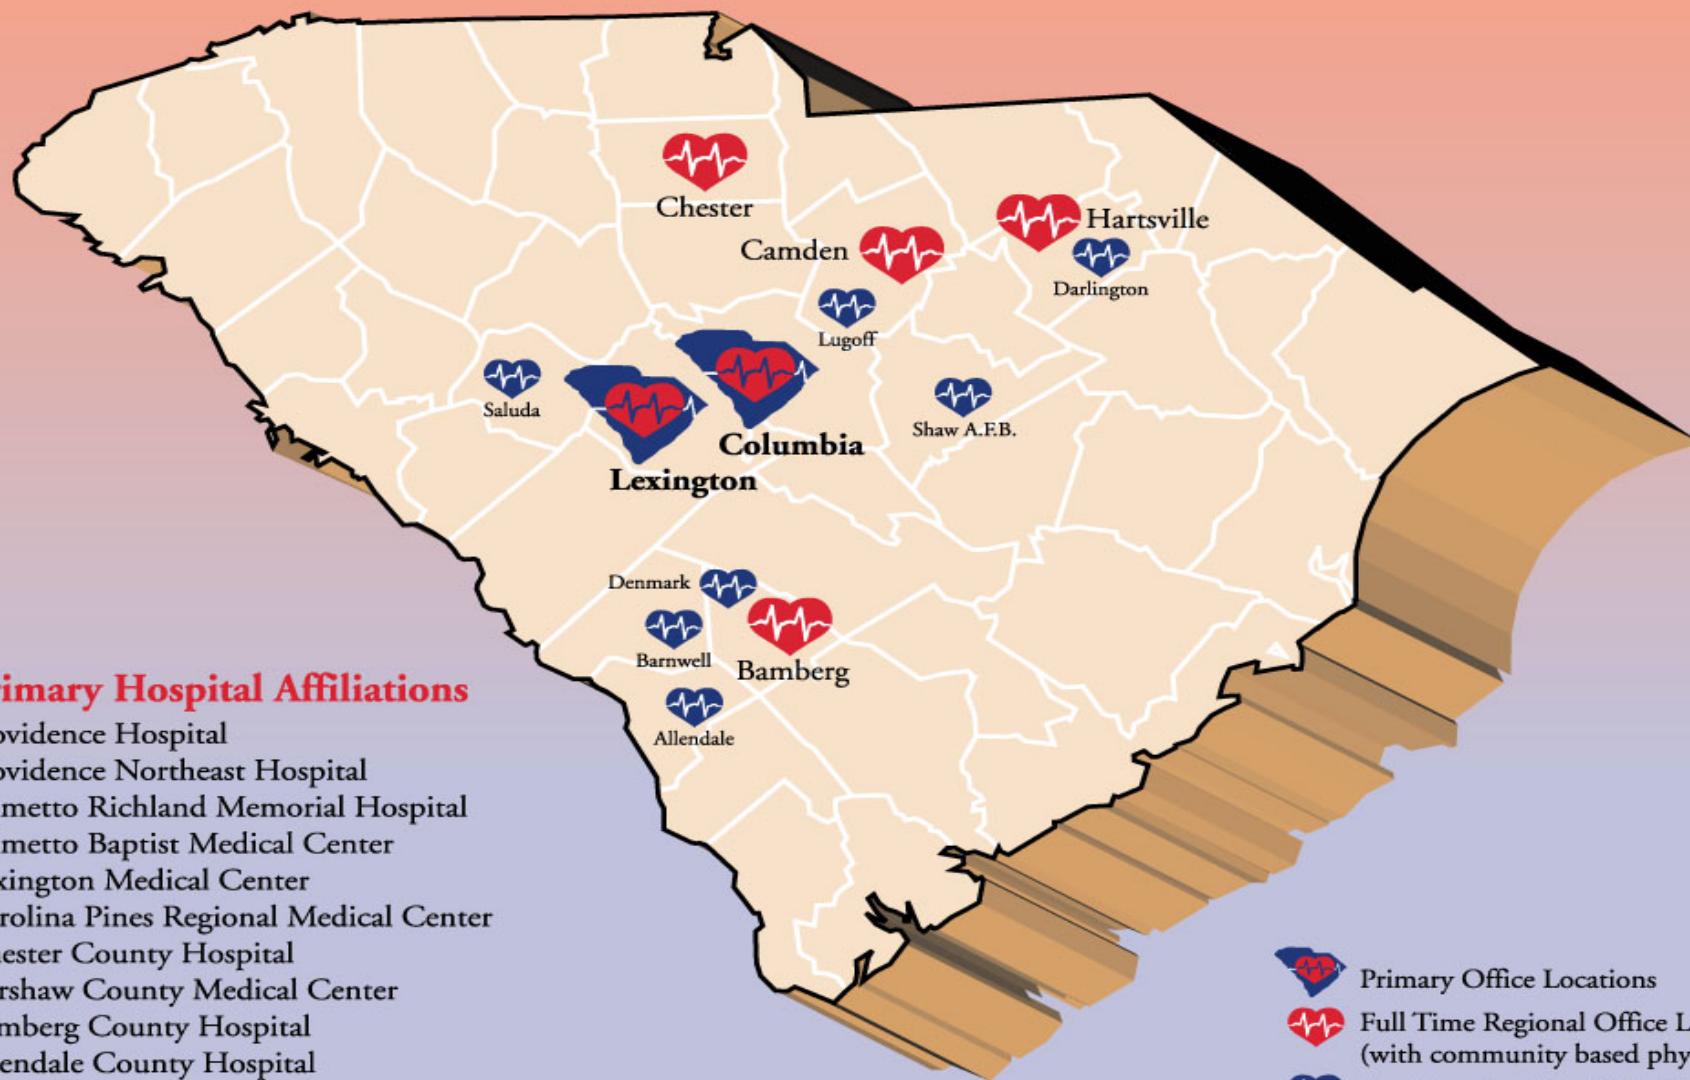 Chester
Camden
Hartsville
Darlington
Lugoff
Saluda
Shaw A.F.B.
Columbia
Lexington
Denmark
Barnwell
Bamberg
Allendale
rimary Hospital Affiliations
ovidence Hospital
ovidence Northeast Hospital
lmetto Richland Memorial Hospital
lmetto Baptist Medical Center
xington Medical Center
rolina Pines Regional Medical Center
ester County Hospital
rshaw County Medical Center
mberg County Hospital
endale County Hospital
Primary Office Locations
Full Time Regional Office L
(with community based phy